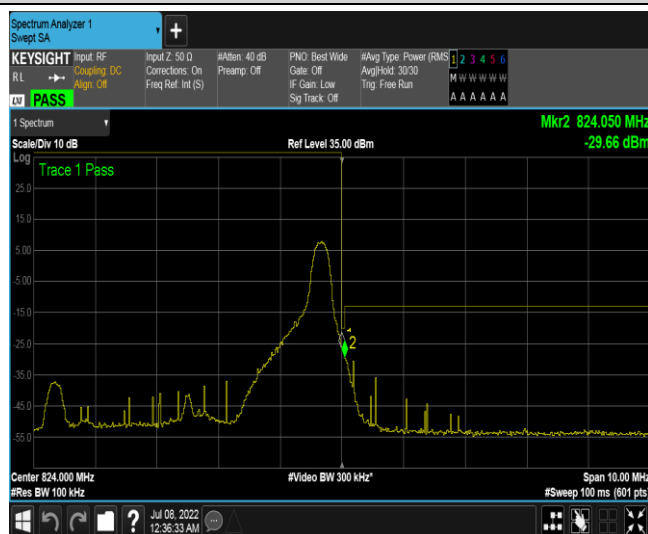 Spectrum Analyzer 1
Swept SA
+
KEYSIGHT
RL
LXI PASS
Input: RF
Coupling: DC
Align: Off
Input Z: 50 Ω
Corrections: On
Freq Ref: Int (S)
#Atten: 40 dB
Preamp: Off
PNO: Best Wide
Gate: Off
IF Gain: Low
Sig Track: Off
#Avg Type: Power (RMS
Avg|Hold: 30/30
Trig: Free Run
1 2 3 4 5 6
M W W W W W
A A A A A A
1 Spectrum
Mkr2 824.050 MHz
Scale/Div 10 dB
Ref Level 35.00 dBm
-29.66 dBm
Log
Trace 1 Pass
25.0
15.0
5.00
-5.00
-15.0
-25.0
2
-35.0
-45.0
-55.0
Center 824.000 MHz
#Video BW 300 kHz*
Span 10.00 MHz
#Res BW 100 kHz
#Sweep 100 ms (601 pts)
?
Jul 08, 2022
12:36:33 AM